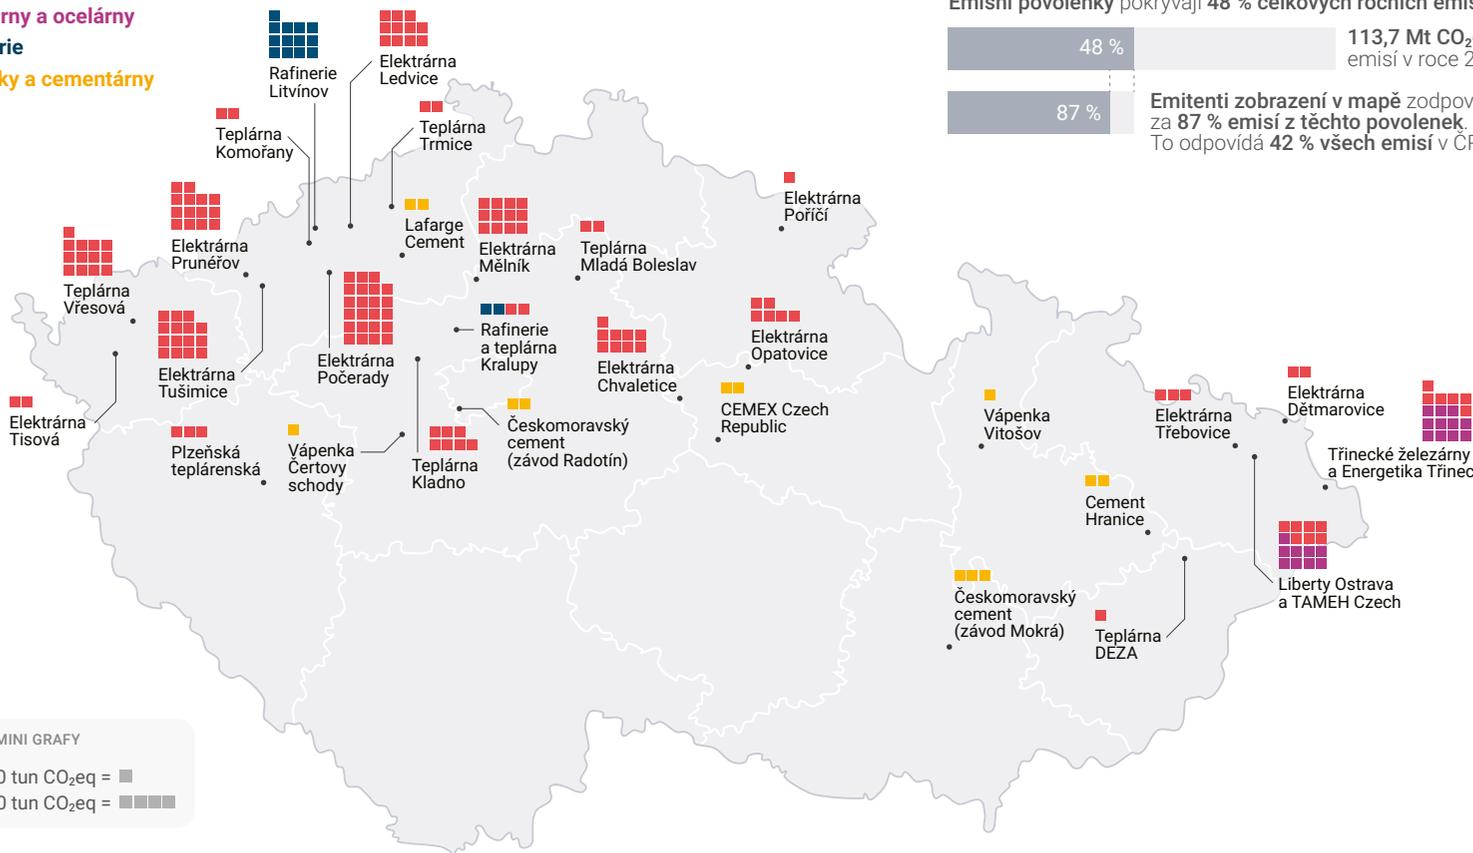 rny a ocelárny
rie
ky a cementárny
Emisní povolenky pokrývají 48 % celkových ročních emis
48 %
113,7 Mt CO₂
emisí v roce 2
87 %
Emitenti zobrazení v mapě zodpov
za 87 % emisí z těchto povolenek.
To odpovídá 42 % všech emisí v ČR
Rafinerie
Litvínov
Elektrárna
Ledvice
Teplárna
Komořany
Teplárna
Trmice
Elektrárna
Poříčí
Elektrárna
Prunéřov
Lafarge
Cement
Elektrárna
Mělník
Teplárna
Mladá Boleslav
Teplárna
Vřesová
Elektrárna
Tušimice
Elektrárna
Počerady
Rafinerie
a teplárna
Kralupy
Elektrárna
Chvaletice
Elektrárna
Opatovice
Elektrárna
Tisová
Plzeňská
teplárenská
Vápenka
Čertovy
schody
Teplárna
Kladno
Českomoravský
cement
(závod Radotín)
CEMEX Czech
Republic
Vápenka
Vitošov
Elektrárna
Třebovice
Elektrárna
Dětmarovice
Třinecké železárny
a Energetika Třinec
Cement
Hranice
Liberty Ostrava
a TAMEH Czech
Českomoravský
cement
(závod Mokrá)
Teplárna
DEZA
MINI GRAFY
0 tun CO₂eq =
0 tun CO₂eq =